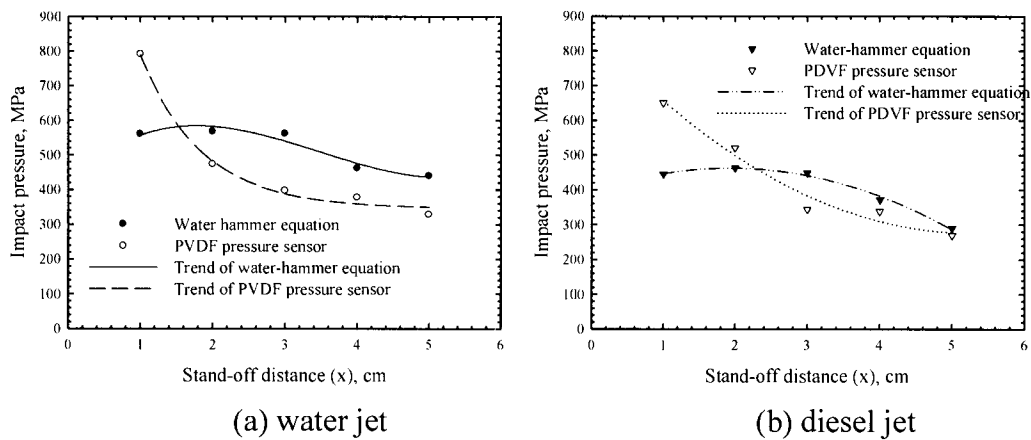 900
800
700
600
500
400
300
200
100
0
Impact pressure, MPa
Water hammer equation
PVDF pressure sensor
Trend of water-hammer equation
Trend of PVDF pressure sensor
0 1 2 3 4 5 6
Stand-off distance (x), cm
(a) water jet
900
800
700
600
500
400
300
200
100
0
Impact pressure, MPa
Water-hammer equation
PDVF pressure sensor
Trend of water-hammer equation
Trend of PDVF pressure sensor
0 1 2 3 4 5 6
Stand-off distance (x), cm
(b) diesel jet